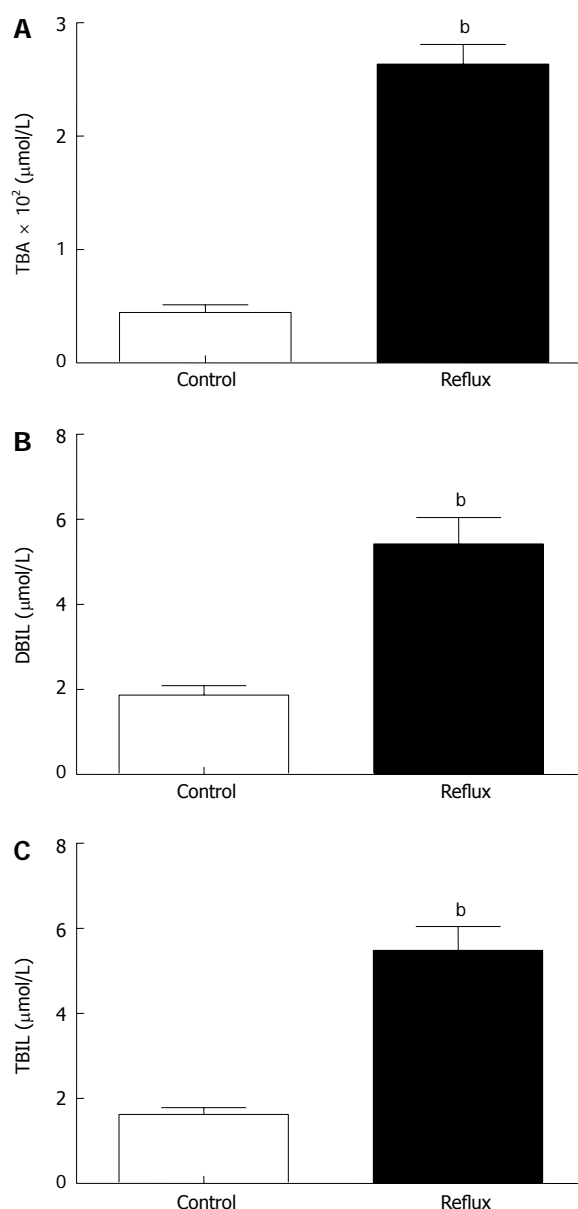 A
TBA × 10² (μmol/L)
3
2
1
0
b
Control Reflux
B
DBIL (μmol/L)
8
6
4
2
0
b
Control Reflux
C
TBIL (μmol/L)
8
6
4
2
0
b
Control Reflux